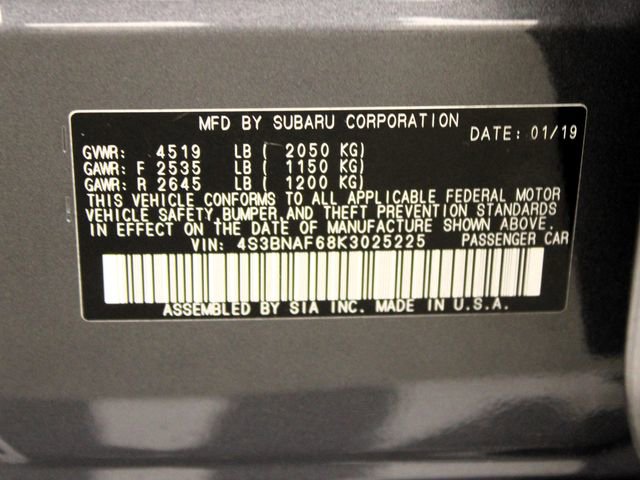 MFD BY SUBARU CORPORATION
DATE: 01/19
GVWR: 4519 LB ( 2050 KG)
GAWR: F 2535 LB ( 1150 KG)
GAWR: R 2645 LB ( 1200 KG)
THIS VEHICLE CONFORMS TO ALL APPLICABLE FEDERAL MOTOR
VEHICLE SAFETY, BUMPER, AND THEFT PREVENTION STANDARDS
IN EFFECT ON THE DATE OF MANUFACTURE SHOWN ABOVE.
VIN: 4S3BNAF68K3025225 PASSENGER CAR
ASSEMBLED BY SIA INC. MADE IN U.S.A.